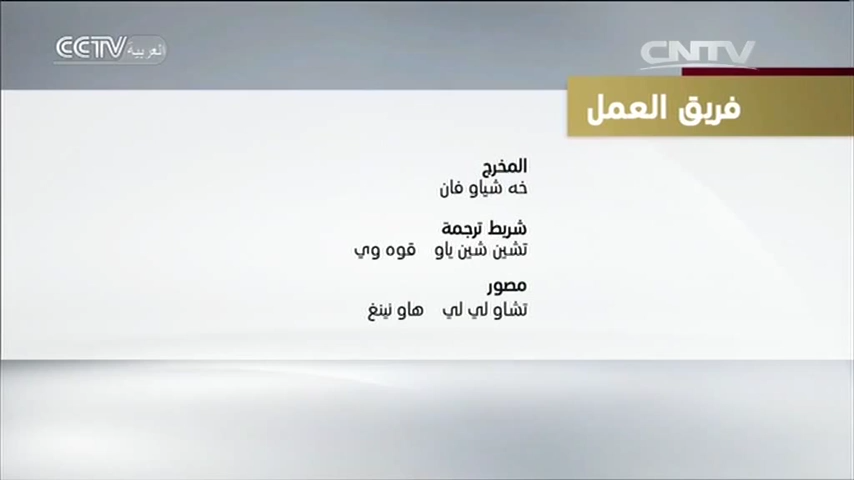 CCTV العربية
CNTV
فريق العمل
المخرج
خه شياو فان
شريط ترجمة
تشين شين ياو قوه وي
مصور
تشاو لي لي هاو نينغ